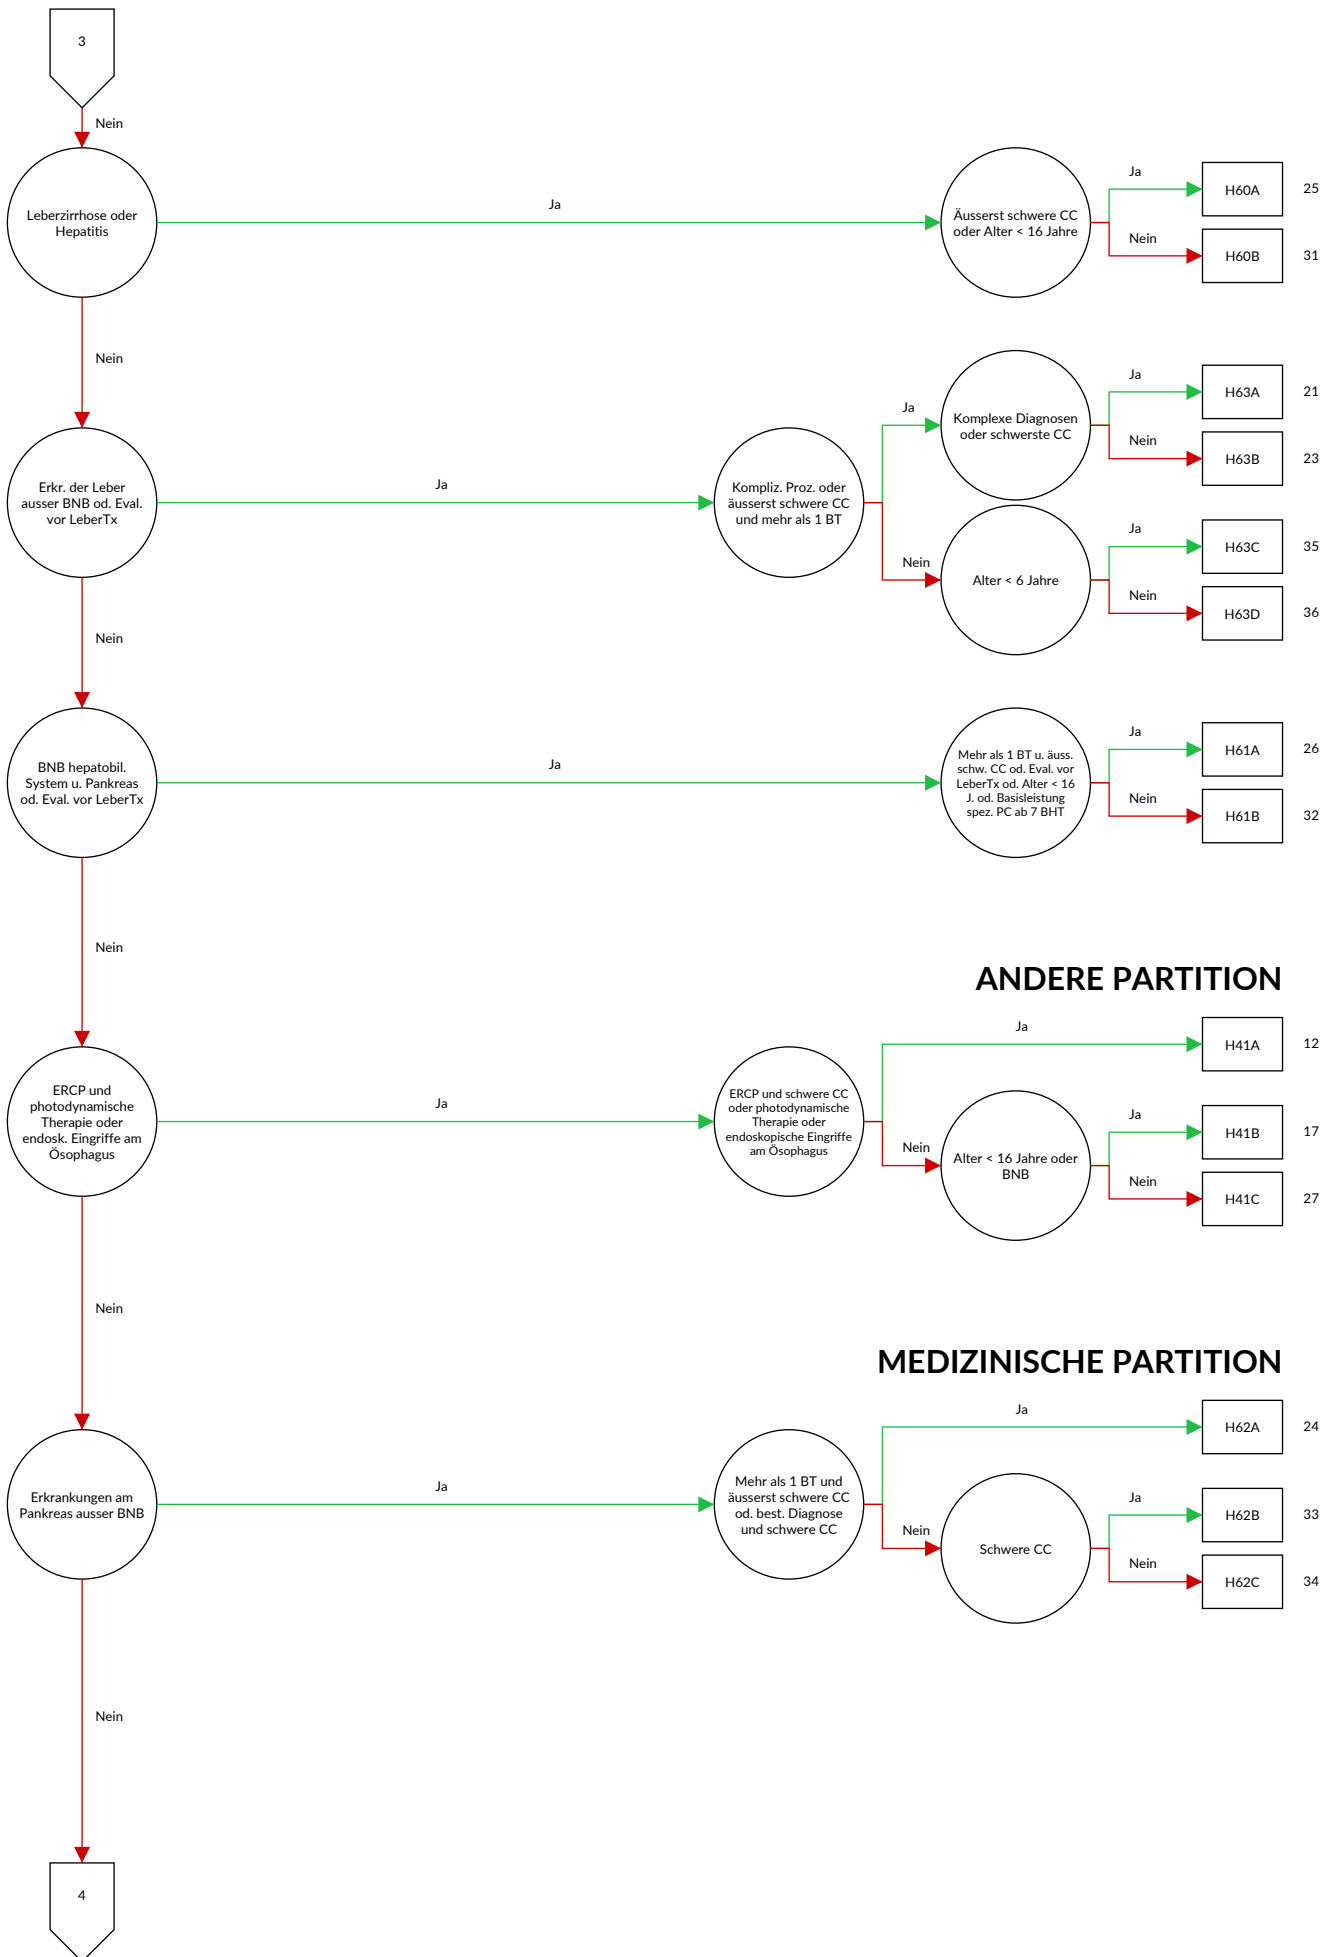 3
Nein
Leberzirrhose oder
Hepatitis
Ja
Äusserst schwere CC
oder Alter < 16 Jahre
Ja
H60A
25
Nein
H60B
31
Nein
Erkr. der Leber
ausser BNB od. Eval.
vor LeberTx
Ja
Kompliz. Proz. oder
äusserst schwere CC
und mehr als 1 BT
Ja
Komplexe Diagnosen
oder schwerste CC
Ja
H63A
21
Nein
H63B
23
Nein
Alter < 6 Jahre
Ja
H63C
35
Nein
H63D
36
Nein
BNB hepatobil.
System u. Pankreas
od. Eval. vor LeberTx
Ja
Mehr als 1 BT u. äuss.
schw. CC od. Eval. vor
LeberTx od. Alter < 16
J. od. Basisleistung
spez. PC ab 7 BHT
Ja
H61A
26
Nein
H61B
32
Nein
ANDERE PARTITION
ERCP und
photodynamische
Therapie oder
endosk. Eingriffe am
Ösophagus
Ja
ERCP und schwere CC
oder photodynamische
Therapie oder
endoskopische Eingriffe
am Ösophagus
Ja
H41A
12
Nein
Alter < 16 Jahre oder
BNB
Ja
H41B
17
Nein
H41C
27
Nein
MEDIZINISCHE PARTITION
Erkrankungen am
Pankreas ausser BNB
Ja
Mehr als 1 BT und
äusserst schwere CC
od. best. Diagnose
und schwere CC
Ja
H62A
24
Nein
Schwere CC
Ja
H62B
33
Nein
H62C
34
Nein
4